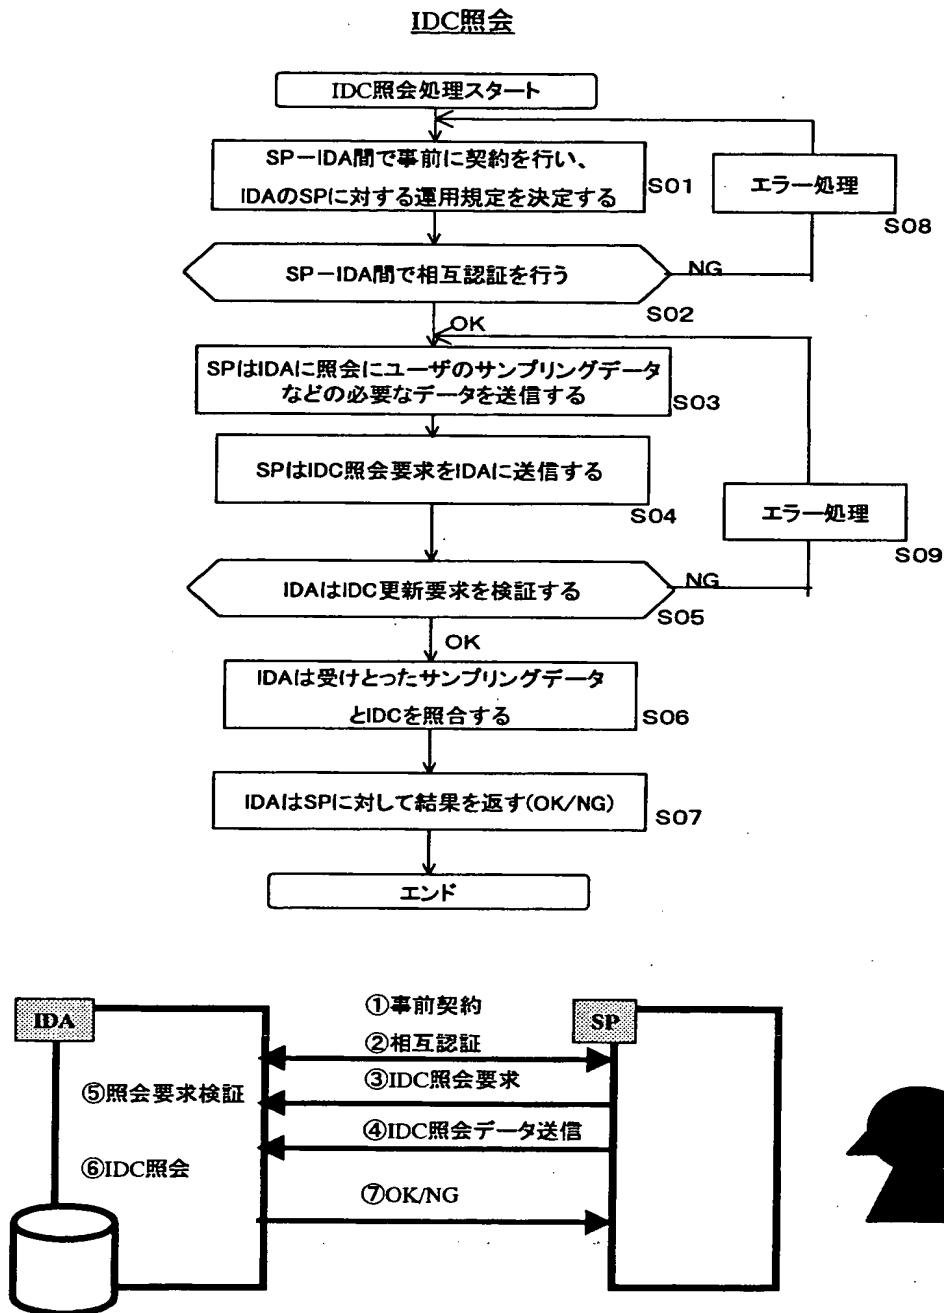 IDC照会
IDC照会処理スタート
SP－IDA間で事前に契約を行い、
IDAのSPに対する運用規定を決定する
S01
エラー処理
S08
SP－IDA間で相互認証を行う
NG
S02
OK
SPはIDAに照会にユーザのサンプリングデータ
などの必要なデータを送信する
S03
SPはIDC照会要求をIDAに送信する
S04
エラー処理
S09
IDAはIDC更新要求を検証する
NG
S05
OK
IDAは受けとったサンプリングデータ
とIDCを照合する
S06
IDAはSPに対して結果を返す(OK/NG)
S07
エンド
IDA
①事前契約
SP
②相互認証
③IDC照会要求
⑤照会要求検証
④IDC照会データ送信
⑥IDC照会
⑦OK/NG